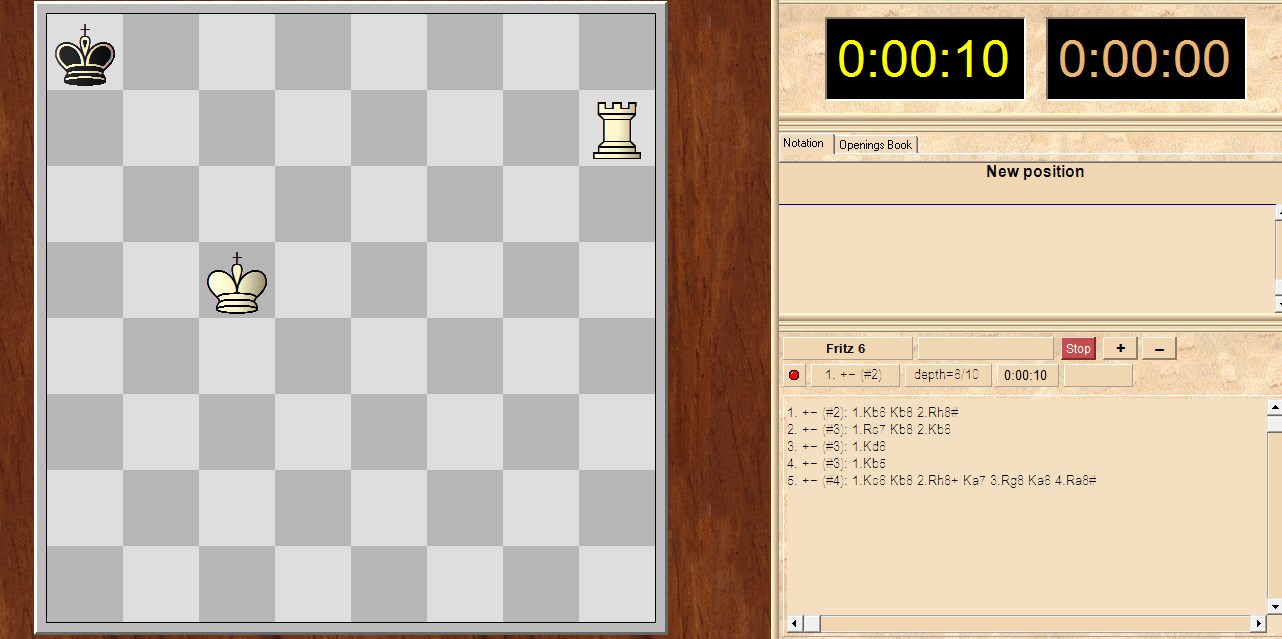 0:00:10 0:00:00
Notation Openings Book
New position
Fritz 6 Stop + –
1. +– (#2) depth=6/10 0:00:10
1. +– (#2): 1.Kb6 Kb8 2.Rh8#
2. +– (#3): 1.Rc7 Kb8 2.Kb6
3. +– (#3): 1.Kd6
4. +– (#3): 1.Kb5
5. +– (#4): 1.Kc6 Kb8 2.Rh8+ Ka7 3.Rg8 Ka6 4.Ra8#